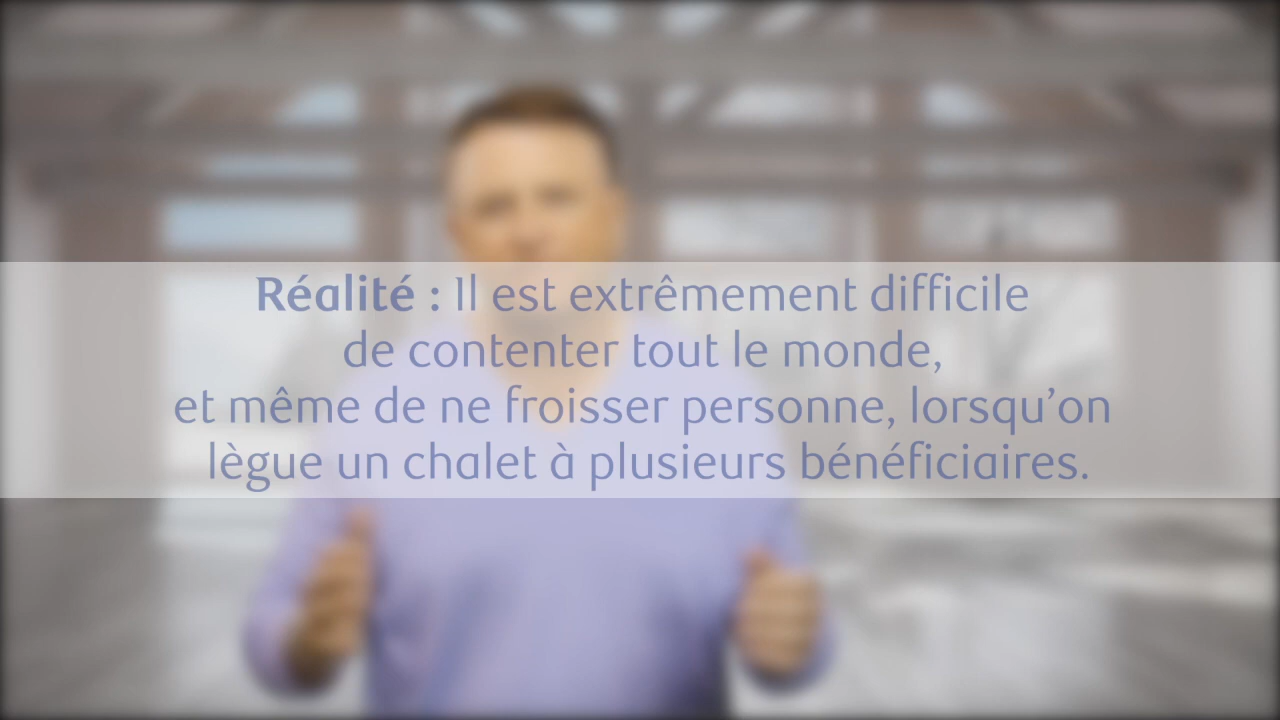 Réalité : Il est extrêmement difficile
de contenter tout le monde,
et même de ne froisser personne, lorsqu’on
lègue un chalet à plusieurs bénéficiaires.